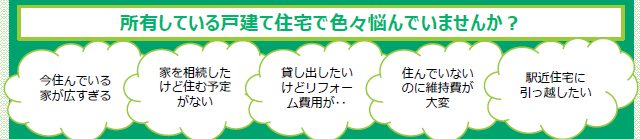 所有している戸建て住宅で色々悩んでいませんか？
今住んでいる
家が広すぎる
家を相続した
けど住む予定
がない
貸し出したい
けどリフォー
ム費用が‥
住んでいない
のに維持費が
大変
駅近住宅に
引っ越したい